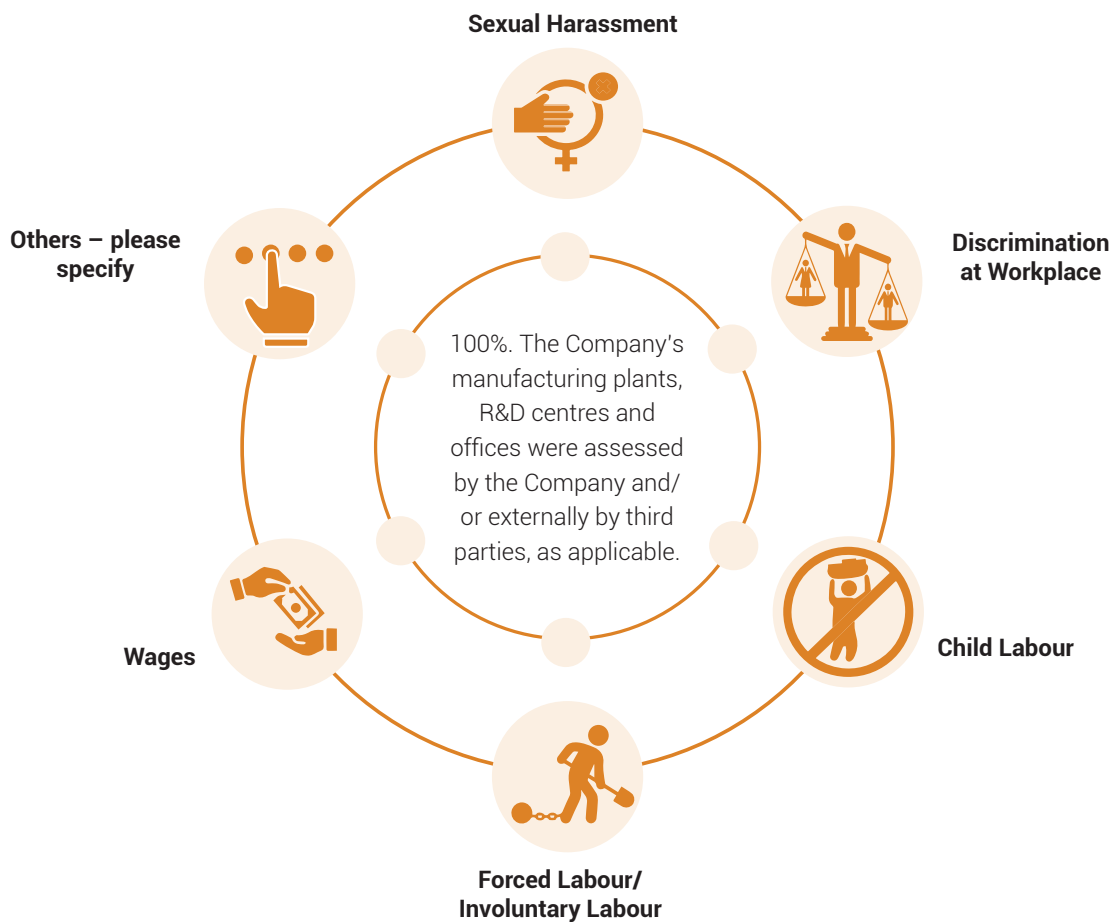 Sexual Harassment
Others – please
specify
Discrimination
at Workplace
100%. The Company's
manufacturing plants,
R&D centres and
offices were assessed
by the Company and/
or externally by third
parties, as applicable.
Wages
Child Labour
Forced Labour/
Involuntary Labour